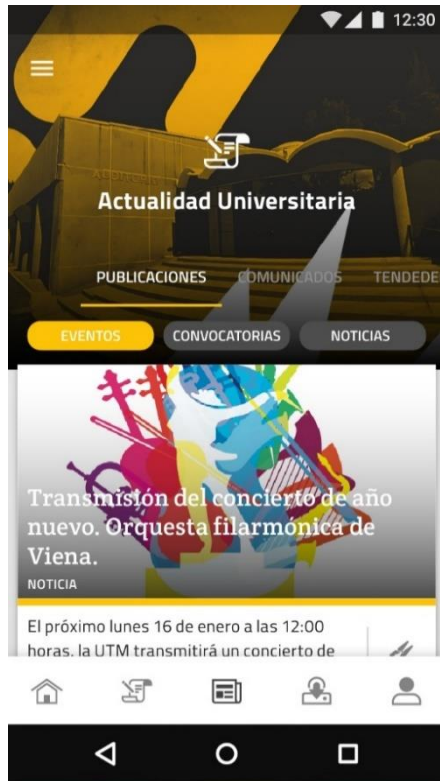 12:30
Actualidad Universitaria
PUBLICACIONES COMUNICADOS TENDEDE
EVENTOS CONVOCATORIAS NOTICIAS
Transmisión del concierto de año
nuevo. Orquesta filarmónica de
Viena.
NOTICIA
El próximo lunes 16 de enero a las 12:00
horas, la UTM transmitirá un concierto de